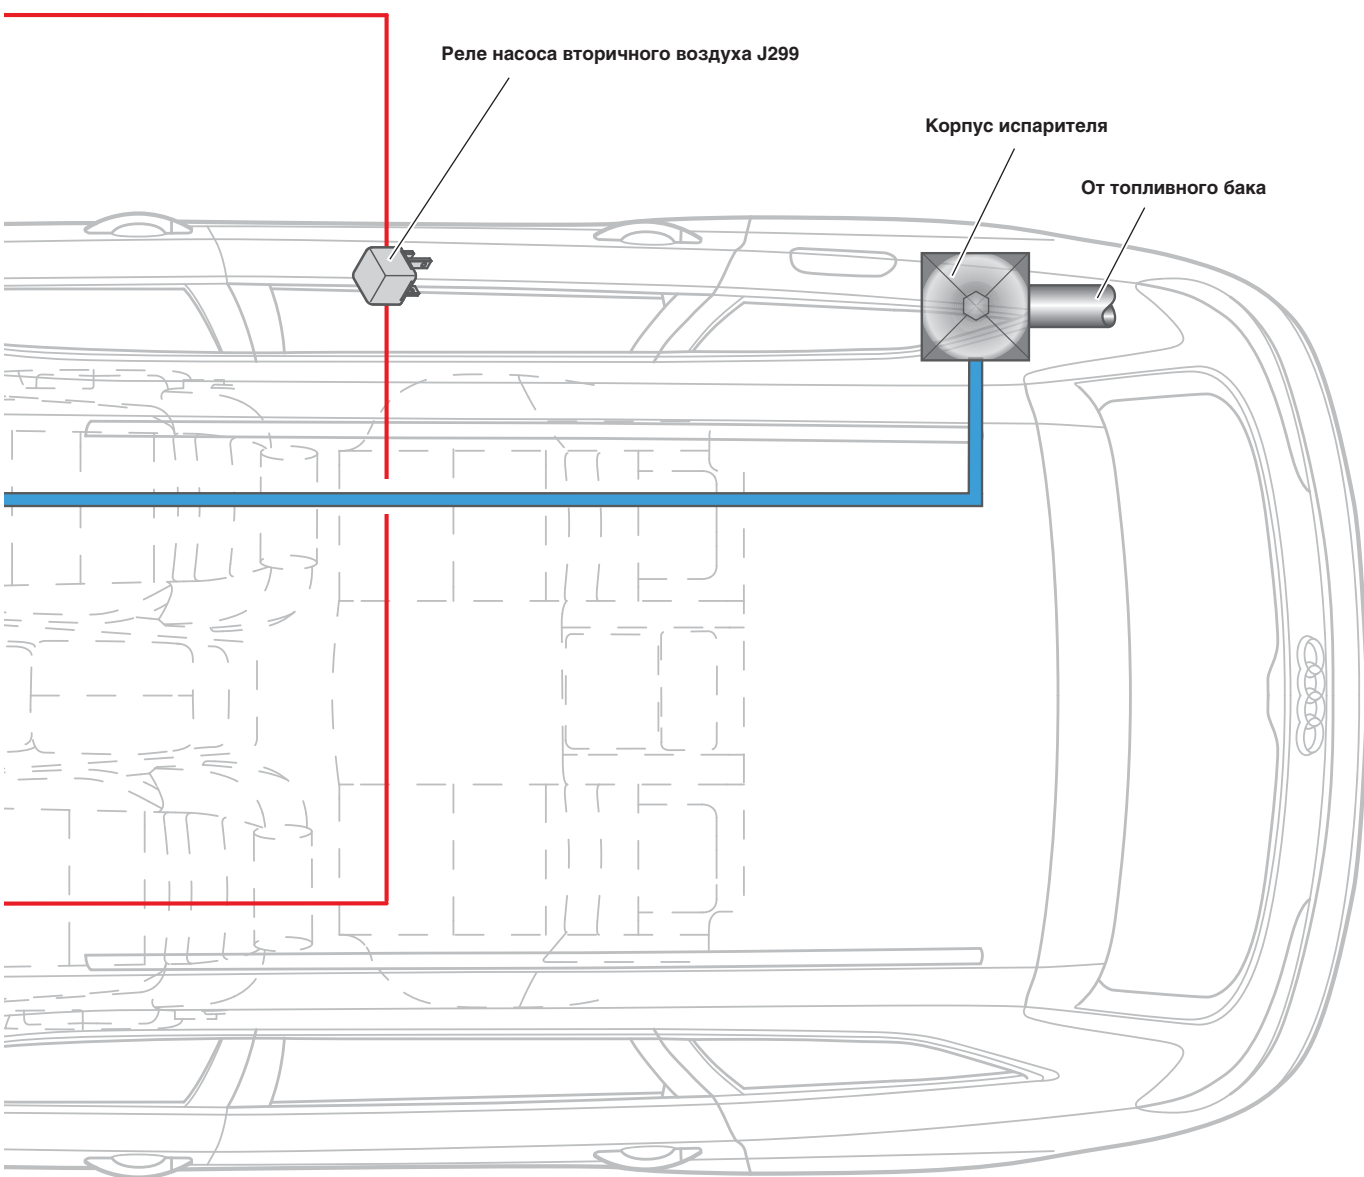 Реле насоса вторичного воздуха J299
Корпус испарителя
От топливного бака